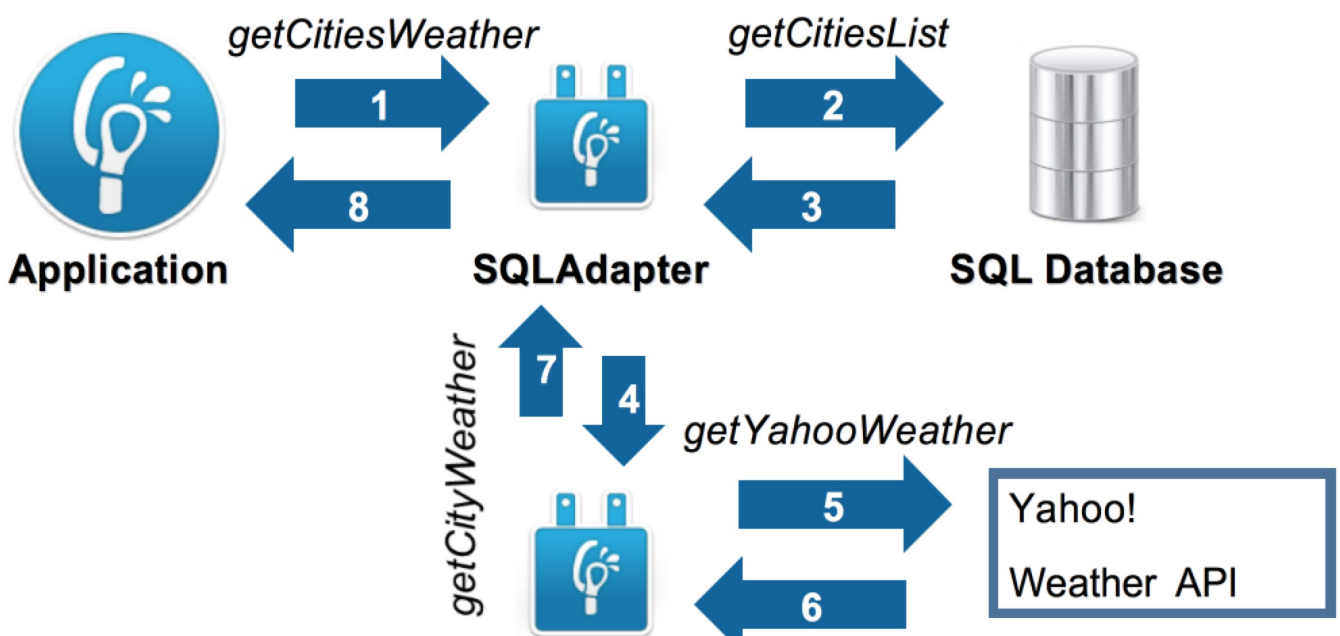 getCitiesWeather
getCitiesList
1
2
8
3
Application
SQLAdapter
SQL Database
getCityWeather
7
4
getYahooWeather
5
6
Yahoo!
Weather API